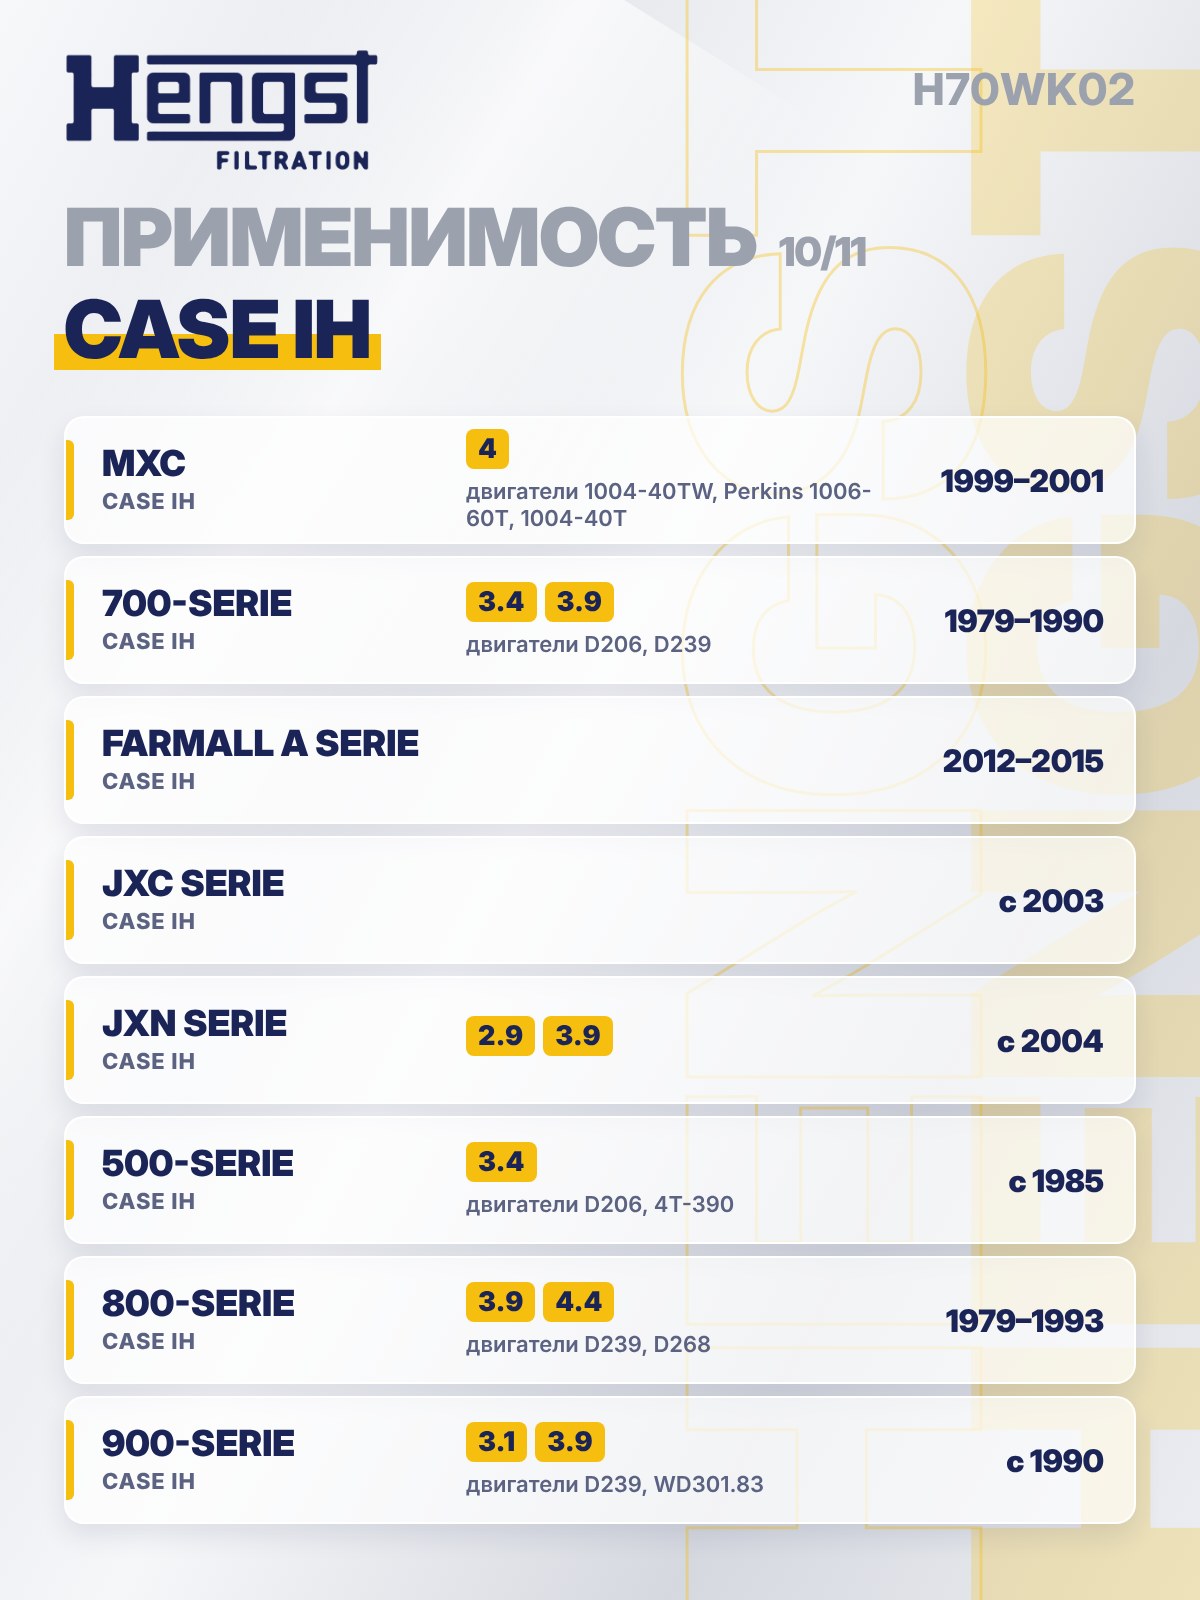 Hengst
FILTRATION
H70WK02
ПРИМЕНИМОСТЬ 10/11
CASE IH
MXC
CASE IH
4
двигатели 1004-40TW, Perkins 1006-
60T, 1004-40T
1999–2001
700-SERIE
CASE IH
3.4 3.9
двигатели D206, D239
1979–1990
FARMALL A SERIE
CASE IH
2012–2015
JXC SERIE
CASE IH
с 2003
JXN SERIE
CASE IH
2.9 3.9
с 2004
500-SERIE
CASE IH
3.4
двигатели D206, 4T-390
с 1985
800-SERIE
CASE IH
3.9 4.4
двигатели D239, D268
1979–1993
900-SERIE
CASE IH
3.1 3.9
двигатели D239, WD301.83
с 1990
HENGST
HENGST